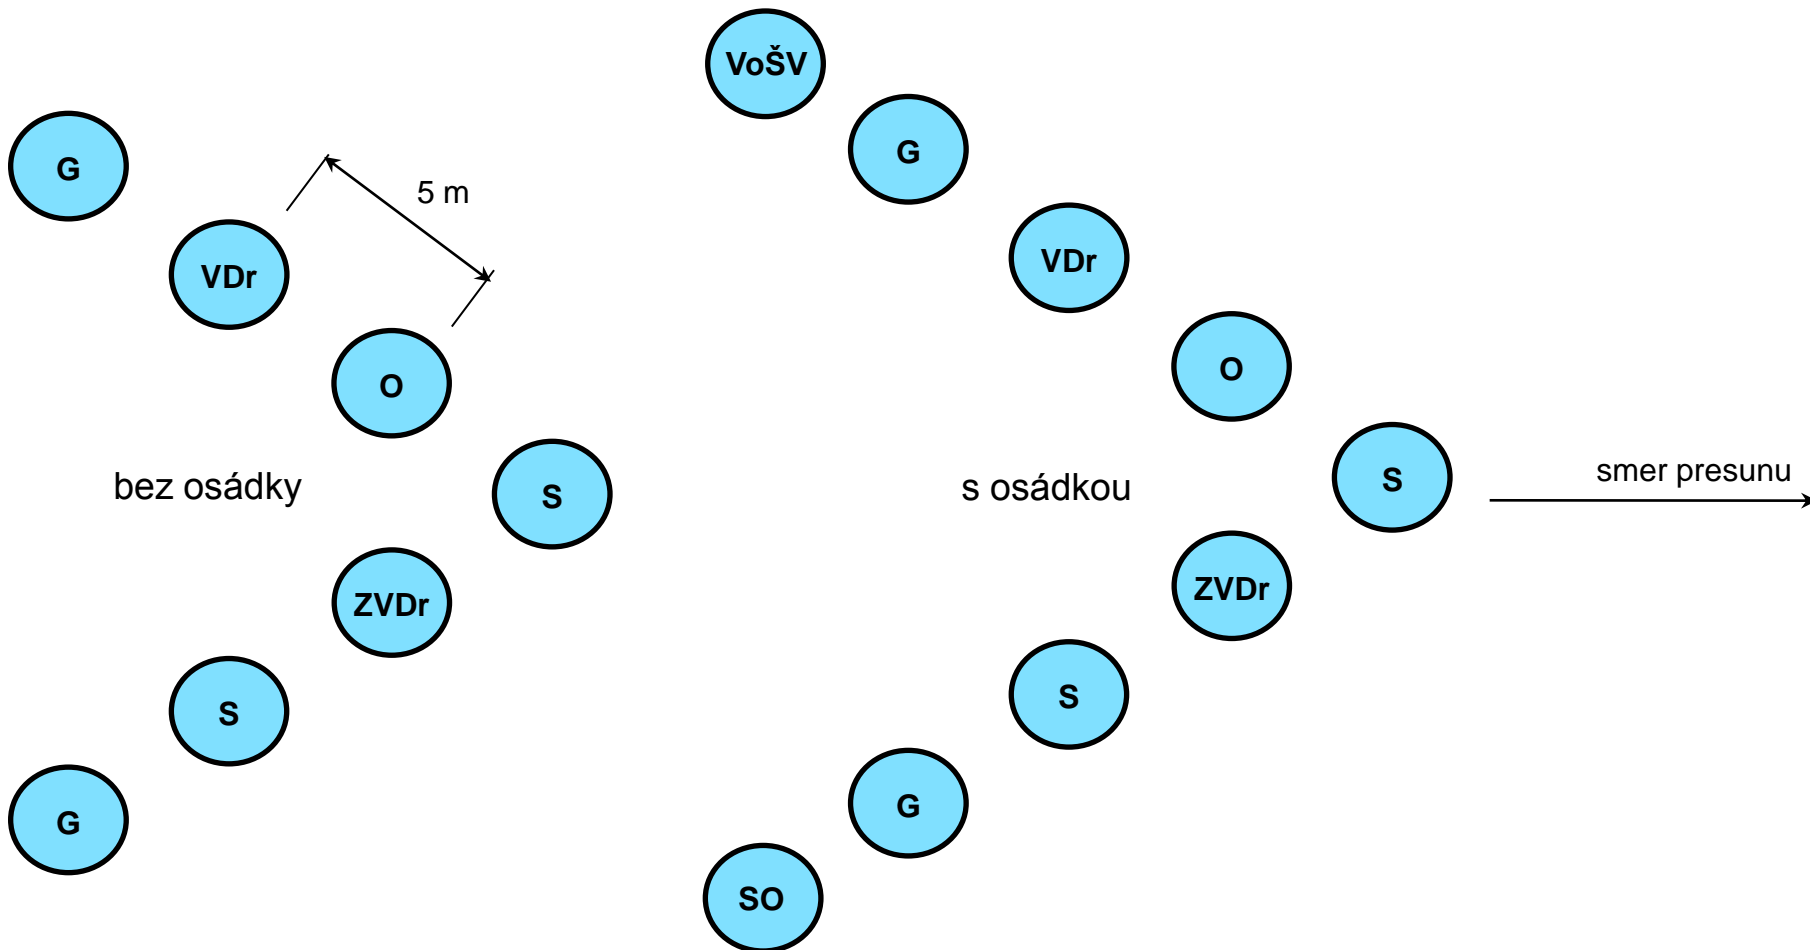 G
VDr
5 m
O
S
bez osádky
ZVDr
S
G
VoŠV
G
VDr
O
S
s osádkou
smer presunu
ZVDr
S
G
SO